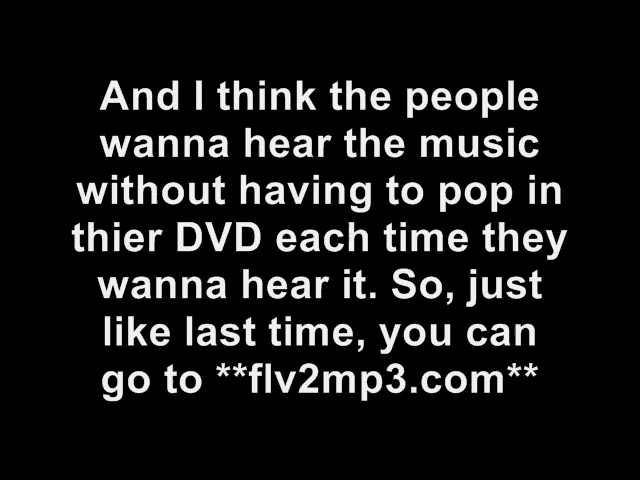 And I think the people
wanna hear the music
without having to pop in
thier DVD each time they
wanna hear it. So, just
like last time, you can
go to **flv2mp3.com**